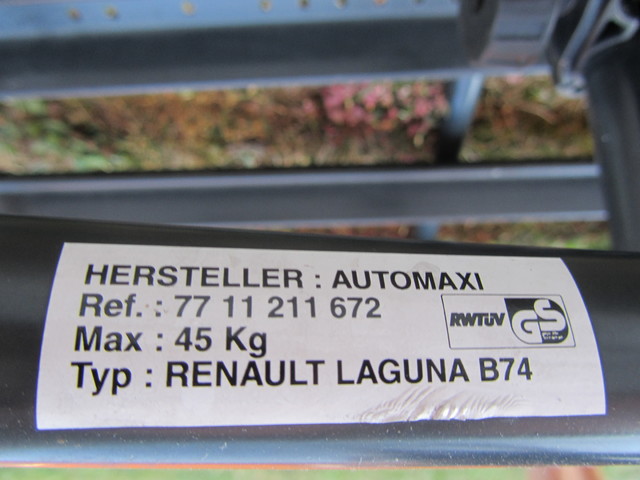 HERSTELLER : AUTOMAXI
Ref. : 77 11 211 672
Max : 45 Kg
Typ : RENAULT LAGUNA B74
RWTÜV
GS